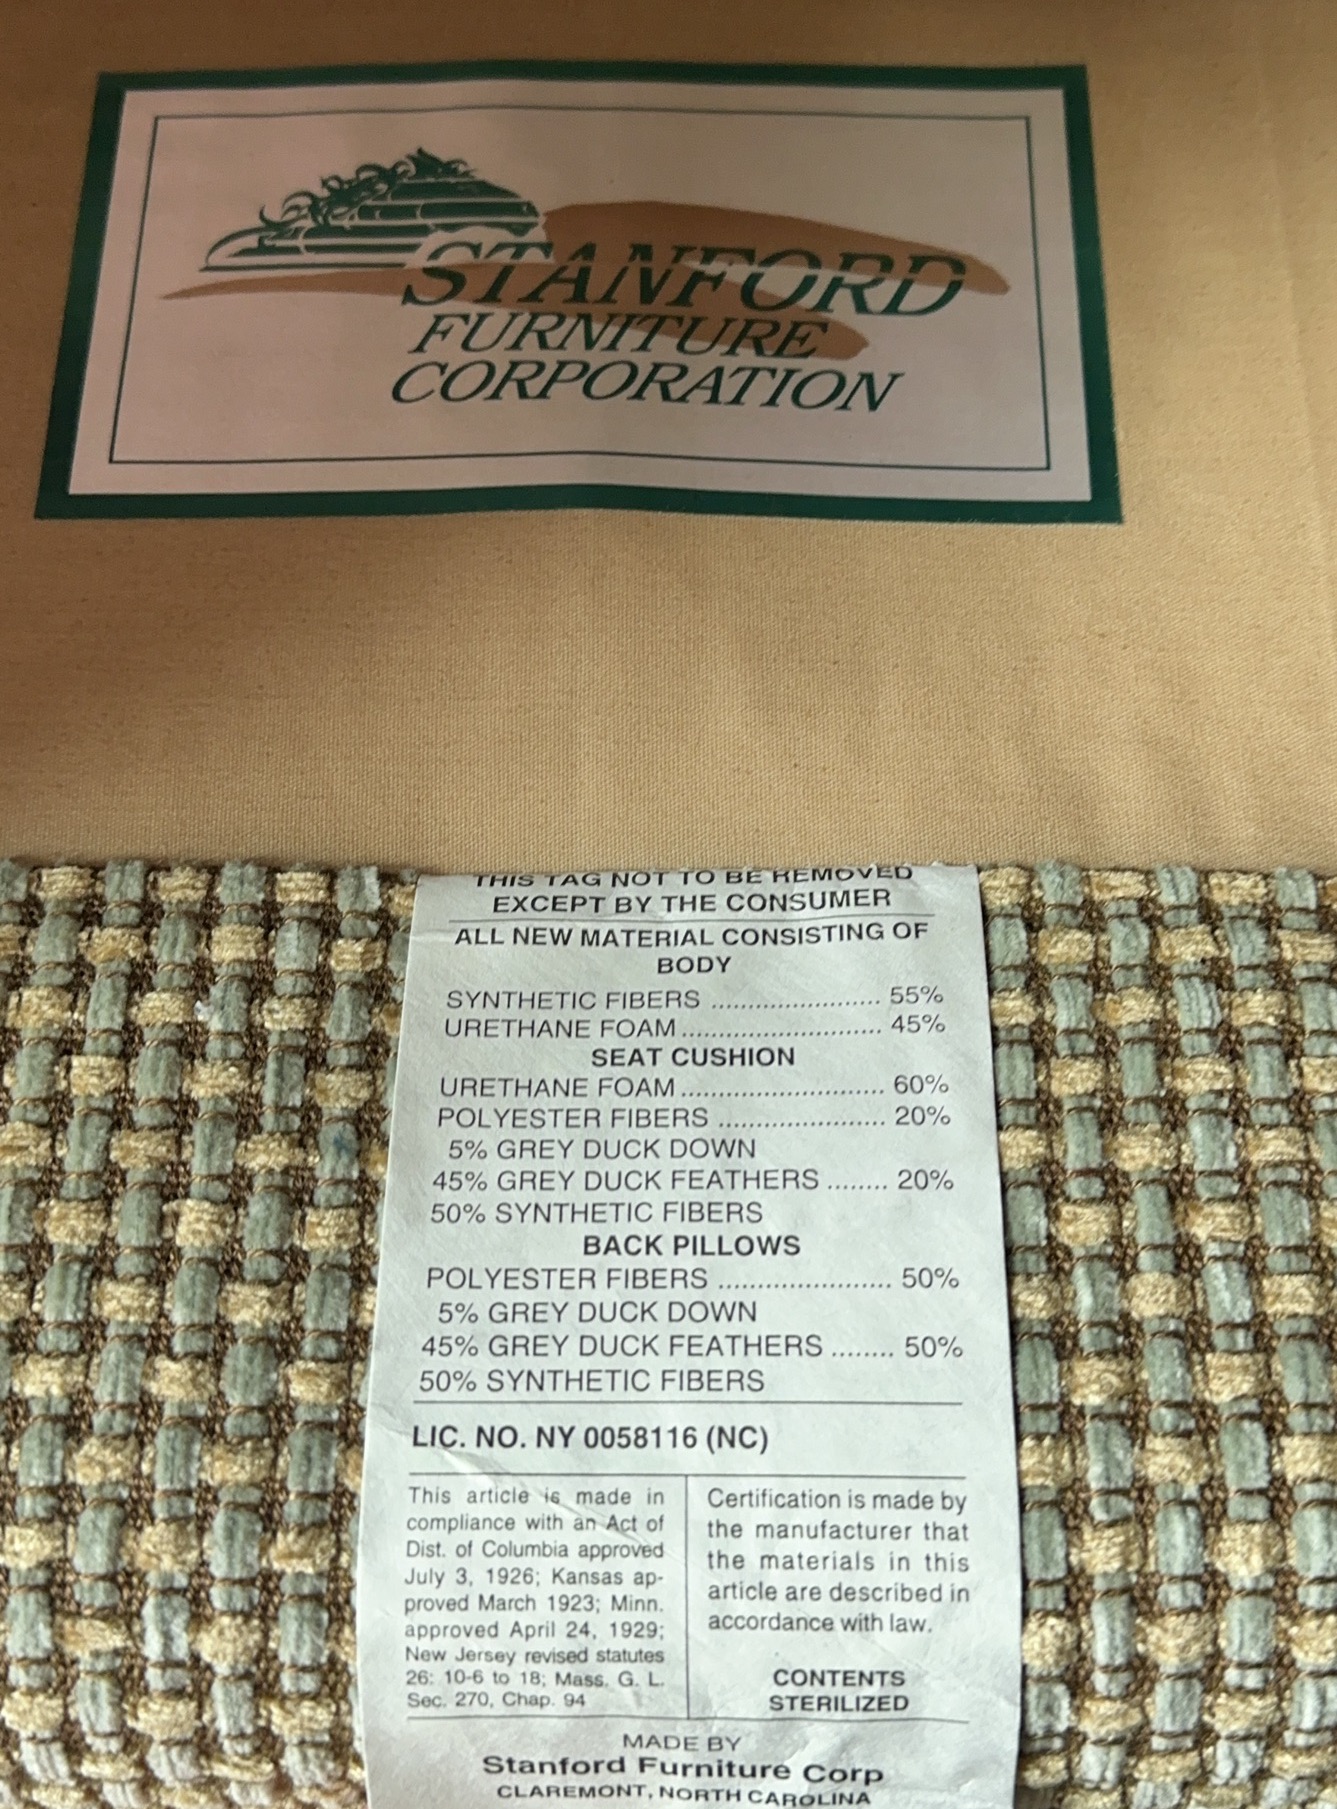 STANFORD
FURNITURE
CORPORATION
THIS TAG NOT TO BE REMOVED
EXCEPT BY THE CONSUMER
ALL NEW MATERIAL CONSISTING OF
BODY
SYNTHETIC FIBERS ....................... 55%
URETHANE FOAM ........................... 45%
SEAT CUSHION
URETHANE FOAM ........................... 60%
POLYESTER FIBERS ....................... 20%
5% GREY DUCK DOWN
45% GREY DUCK FEATHERS ........ 20%
50% SYNTHETIC FIBERS
BACK PILLOWS
POLYESTER FIBERS ....................... 50%
5% GREY DUCK DOWN
45% GREY DUCK FEATHERS ........ 50%
50% SYNTHETIC FIBERS
LIC. NO. NY 0058116 (NC)
This article is made in
compliance with an Act of
Dist. of Columbia approved
July 3, 1926; Kansas ap-
proved March 1923; Minn.
approved April 24, 1929;
New Jersey revised statutes
26: 10-6 to 18; Mass. G. L.
Sec. 270, Chap. 94
Certification is made by
the manufacturer that
the materials in this
article are described in
accordance with law.
CONTENTS
STERILIZED
MADE BY
Stanford Furniture Corp
CLAREMONT, NORTH CAROLINA